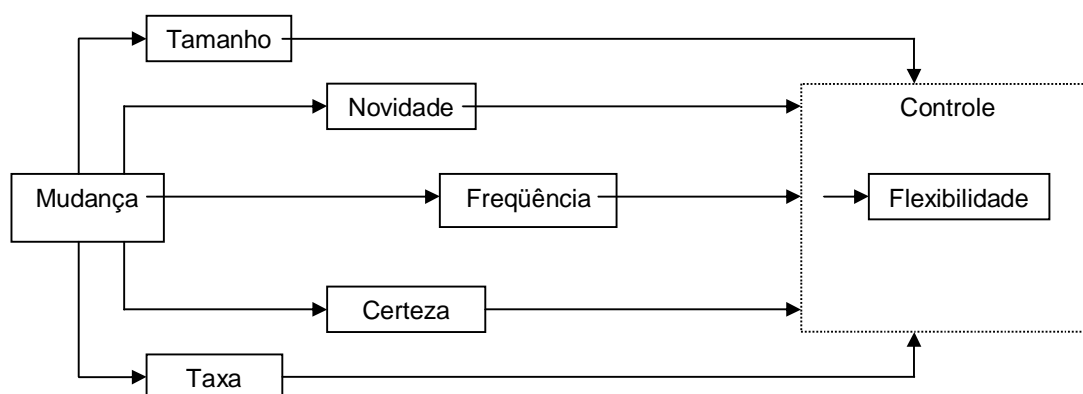 Tamanho
Novidade
Controle
Mudança
Freqüência
Flexibilidade
Certeza
Taxa